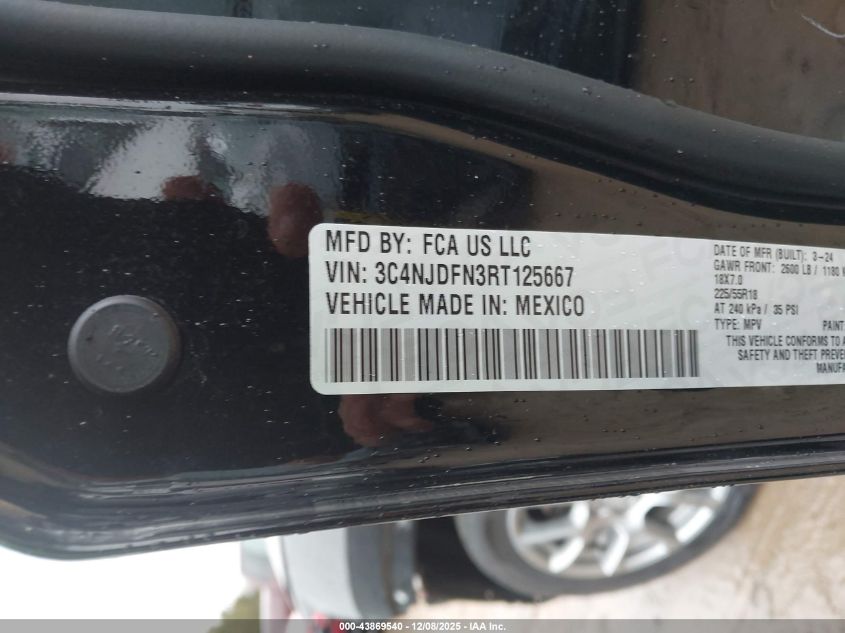 MFD BY: FCA US LLC
VIN: 3C4NJDFN3RT125667
VEHICLE MADE IN: MEXICO
DATE OF MFR (BUILT): 3-24
GAWR FRONT: 2600 LB / 1180
18X7.0
225/55R18
AT 240 kPa / 35 PSI
TYPE: MPV PAINT
THIS VEHICLE CONFORMS TO A
SAFETY AND THEFT PREVE
MANUFA
000-43869540 | 12/08/2025 - IAA Inc.